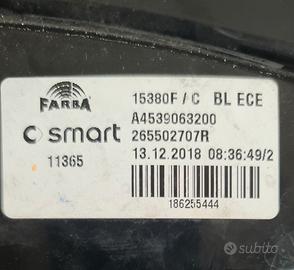 FARBA
15380F / C BL ECE
A4539063200
smart
265502707R
11365
13.12.2018 08:36:49/2
186255444
subito